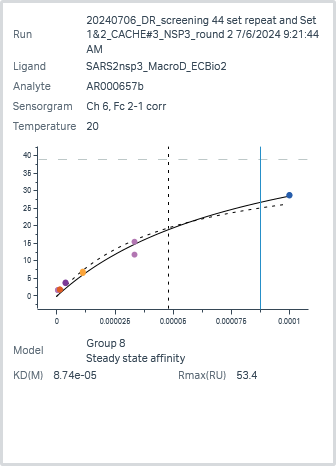 Run 20240706_DR_screening 44 set repeat and Set
1&2_CACHE#3_NSP3_round 2 7/6/2024 9:21:44
AM
Ligand SARS2nsp3_MacroD_ECBio2
Analyte AR000657b
Sensorgram Ch 6, Fc 2-1 corr
Temperature 20
40
35
30
25
20
15
10
5
0
0 0.000025 0.00005 0.000075 0.0001
Model Group 8
Steady state affinity
KD(M) 8.74e-05 Rmax(RU) 53.4